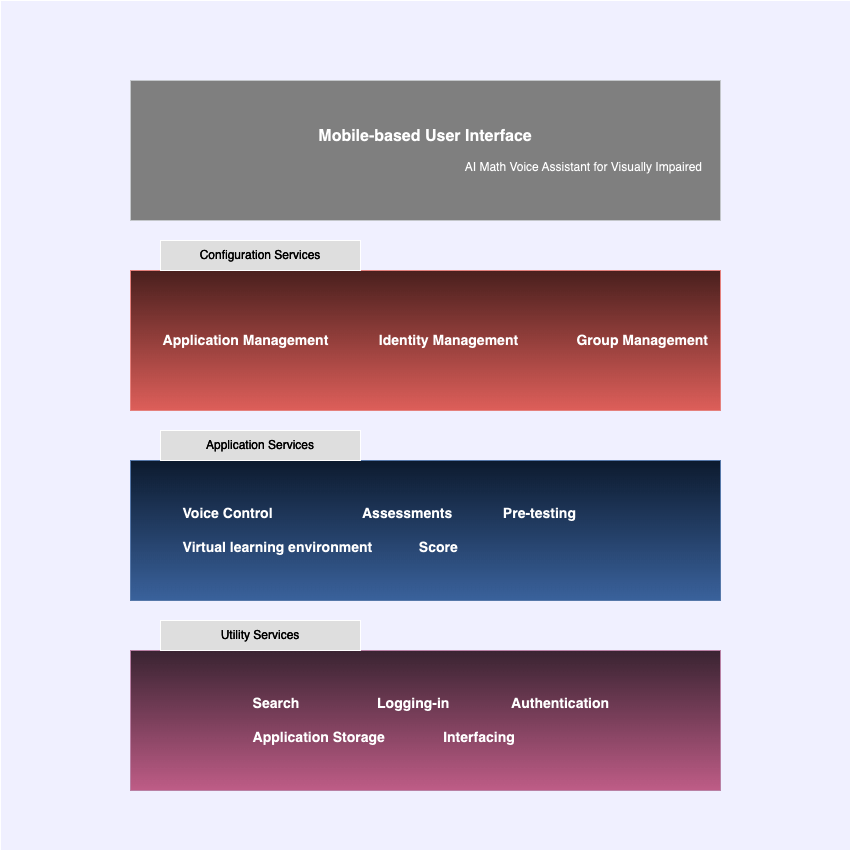 Mobile-based User Interface
AI Math Voice Assistant for Visually Impaired
Configuration Services
Application Management Identity Management Group Management
Application Services
Voice Control Assessments Pre-testing
Virtual learning environment Score
Utility Services
Search Logging-in Authentication
Application Storage Interfacing